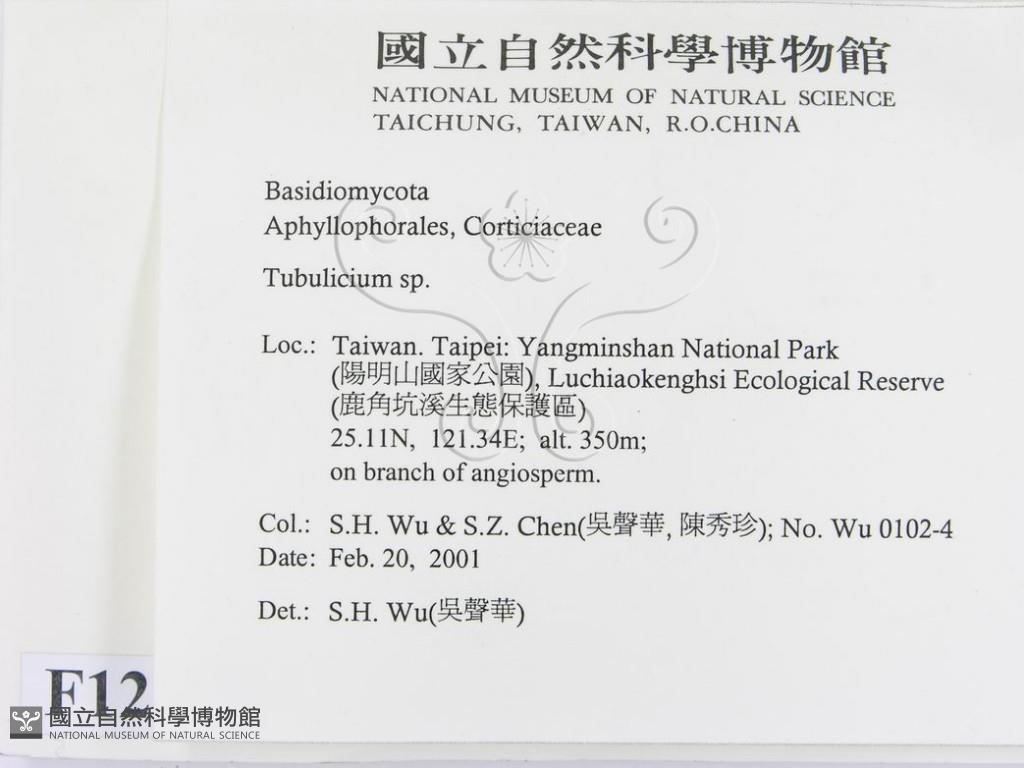 國立自然科學博物館
NATIONAL MUSEUM OF NATURAL SCIENCE
TAICHUNG, TAIWAN, R.O.CHINA
Basidiomycota
Aphyllophorales, Corticiaceae
Tubulicium sp.
Loc.: Taiwan. Taipei: Yangminshan National Park
(陽明山國家公園), Luchiaokenghsi Ecological Reserve
(鹿角坑溪生態保護區)
25.11N, 121.34E; alt. 350m;
on branch of angiosperm.
Col.: S.H. Wu & S.Z. Chen(吳聲華, 陳秀珍); No. Wu 0102-4
Date: Feb. 20, 2001
Det.: S.H. Wu(吳聲華)
F12
國立自然科學博物館
NATIONAL MUSEUM OF NATURAL SCIENCE